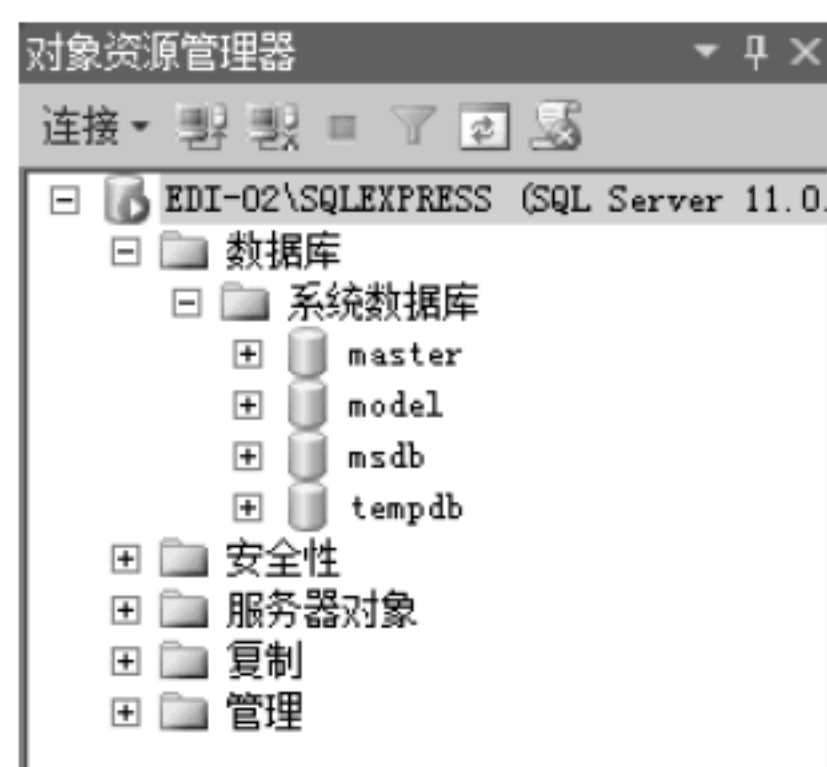 对象资源管理器
连接
EDI-02\SQLEXPRESS (SQL Server 11.0.
数据库
系统数据库
master
model
msdb
tempdb
安全性
服务器对象
复制
管理